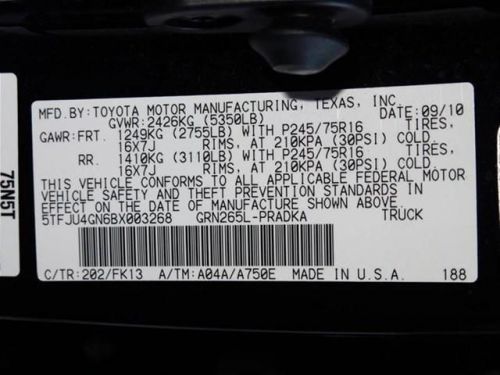 MFD.BY:TOYOTA MOTOR MANUFACTURING, TEXAS, INC.
GVWR:2426KG (5350LB) DATE:09/10
GAWR:FRT. 1249KG (2755LB) WITH P245/75R16 TIRES,
16X7J RIMS, AT 210KPA (30PSI) COLD.
RR. 1410KG (3110LB) WITH P245/75R16 TIRES,
16X7J RIMS, AT 210KPA (30PSI) COLD.
THIS VEHICLE CONFORMS TO ALL APPLICABLE FEDERAL MOTOR
VEHICLE SAFETY AND THEFT PREVENTION STANDARDS IN
EFFECT ON THE DATE OF MANUFACTURE SHOWN ABOVE.
5TFJU4GN6BX003268 GRN265L-PRADKA TRUCK
C/TR:202/FK13 A/TM:A04A/A750E MADE IN U.S.A. 188
75N5T